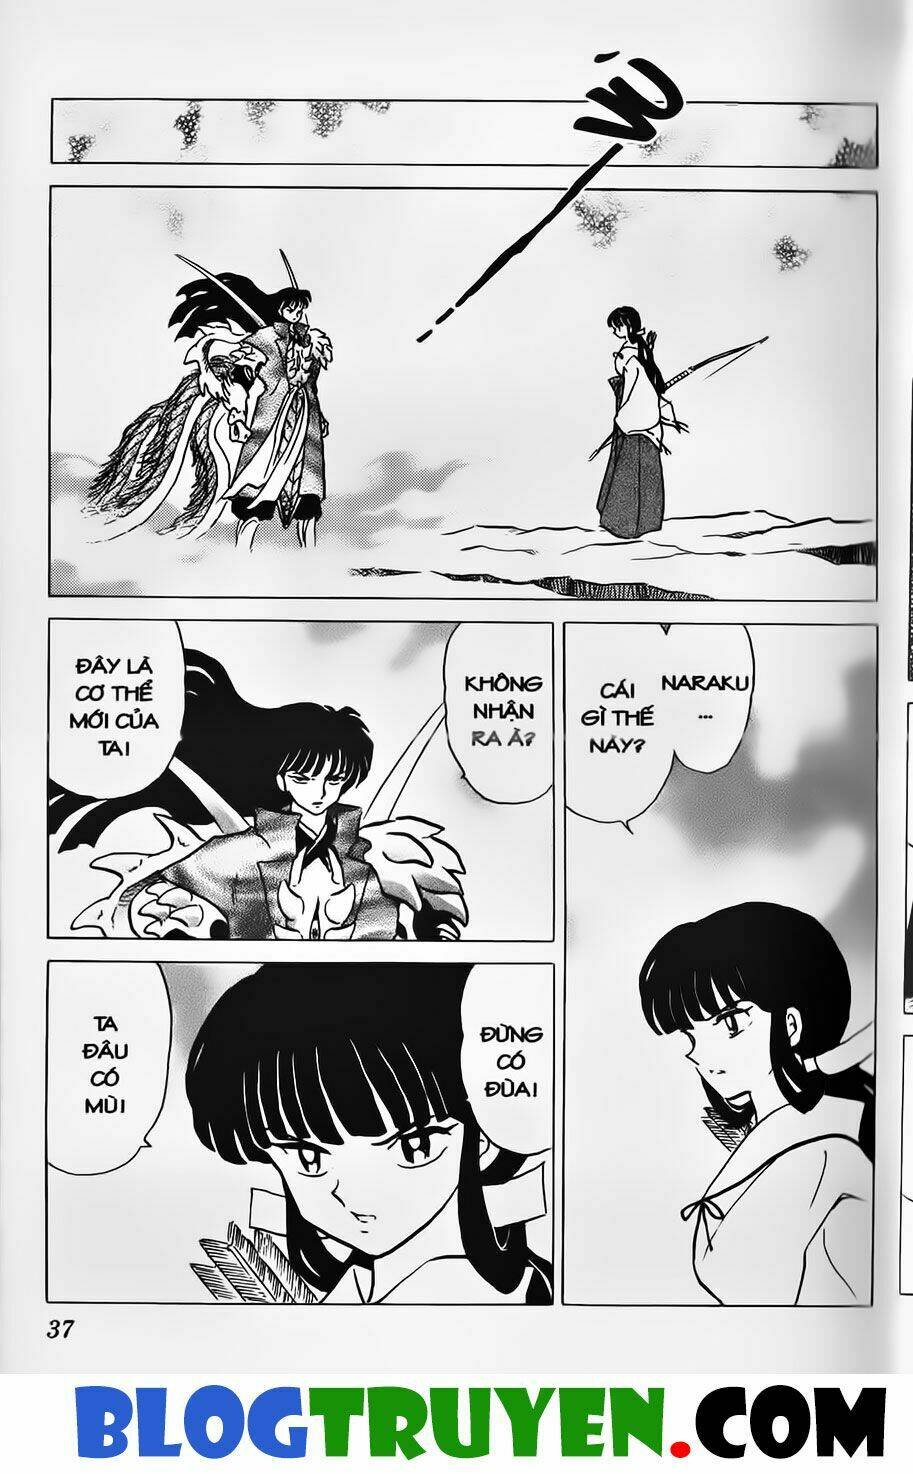 VÙ
NARAKU
...
CÁI
GÌ THẾ
NÀY?
KHÔNG
NHẬN
RA À?
ĐÂY LÀ
CƠ THỂ
MỚI CỦA
TA!
ĐỪNG
CÓ
ĐÙA!
TA
ĐÂU
CÓ
MÙ!
37
BLOGTRUYEN.COM